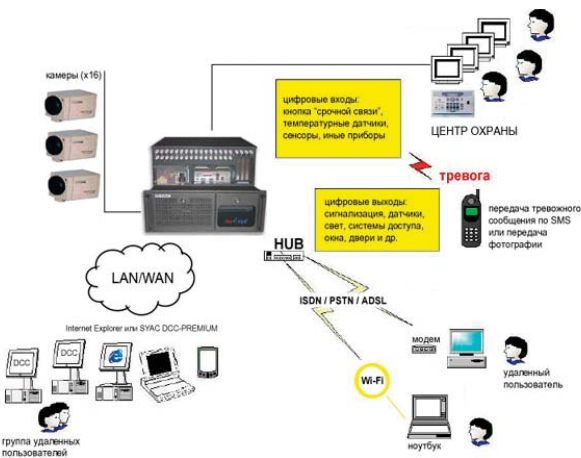 камеры (x16)
цифровые входы:
кнопка "срочной связи",
температурные датчики,
сенсоры, иные приборы
ЦЕНТР ОХРАНЫ
тревога
цифровые выходы:
сигнализация, датчики,
свет, системы доступа,
окна, двери и др.
передача тревожного
сообщения по SMS
или передача
фотографии
HUB
LAN/WAN
ISDN / PSTN / ADSL
Internet Explorer или SYAC DCC-PREMIUM
DCC
DCC
модем
удаленный
пользователь
Wi-Fi
ноутбук
группа удаленных
пользователей